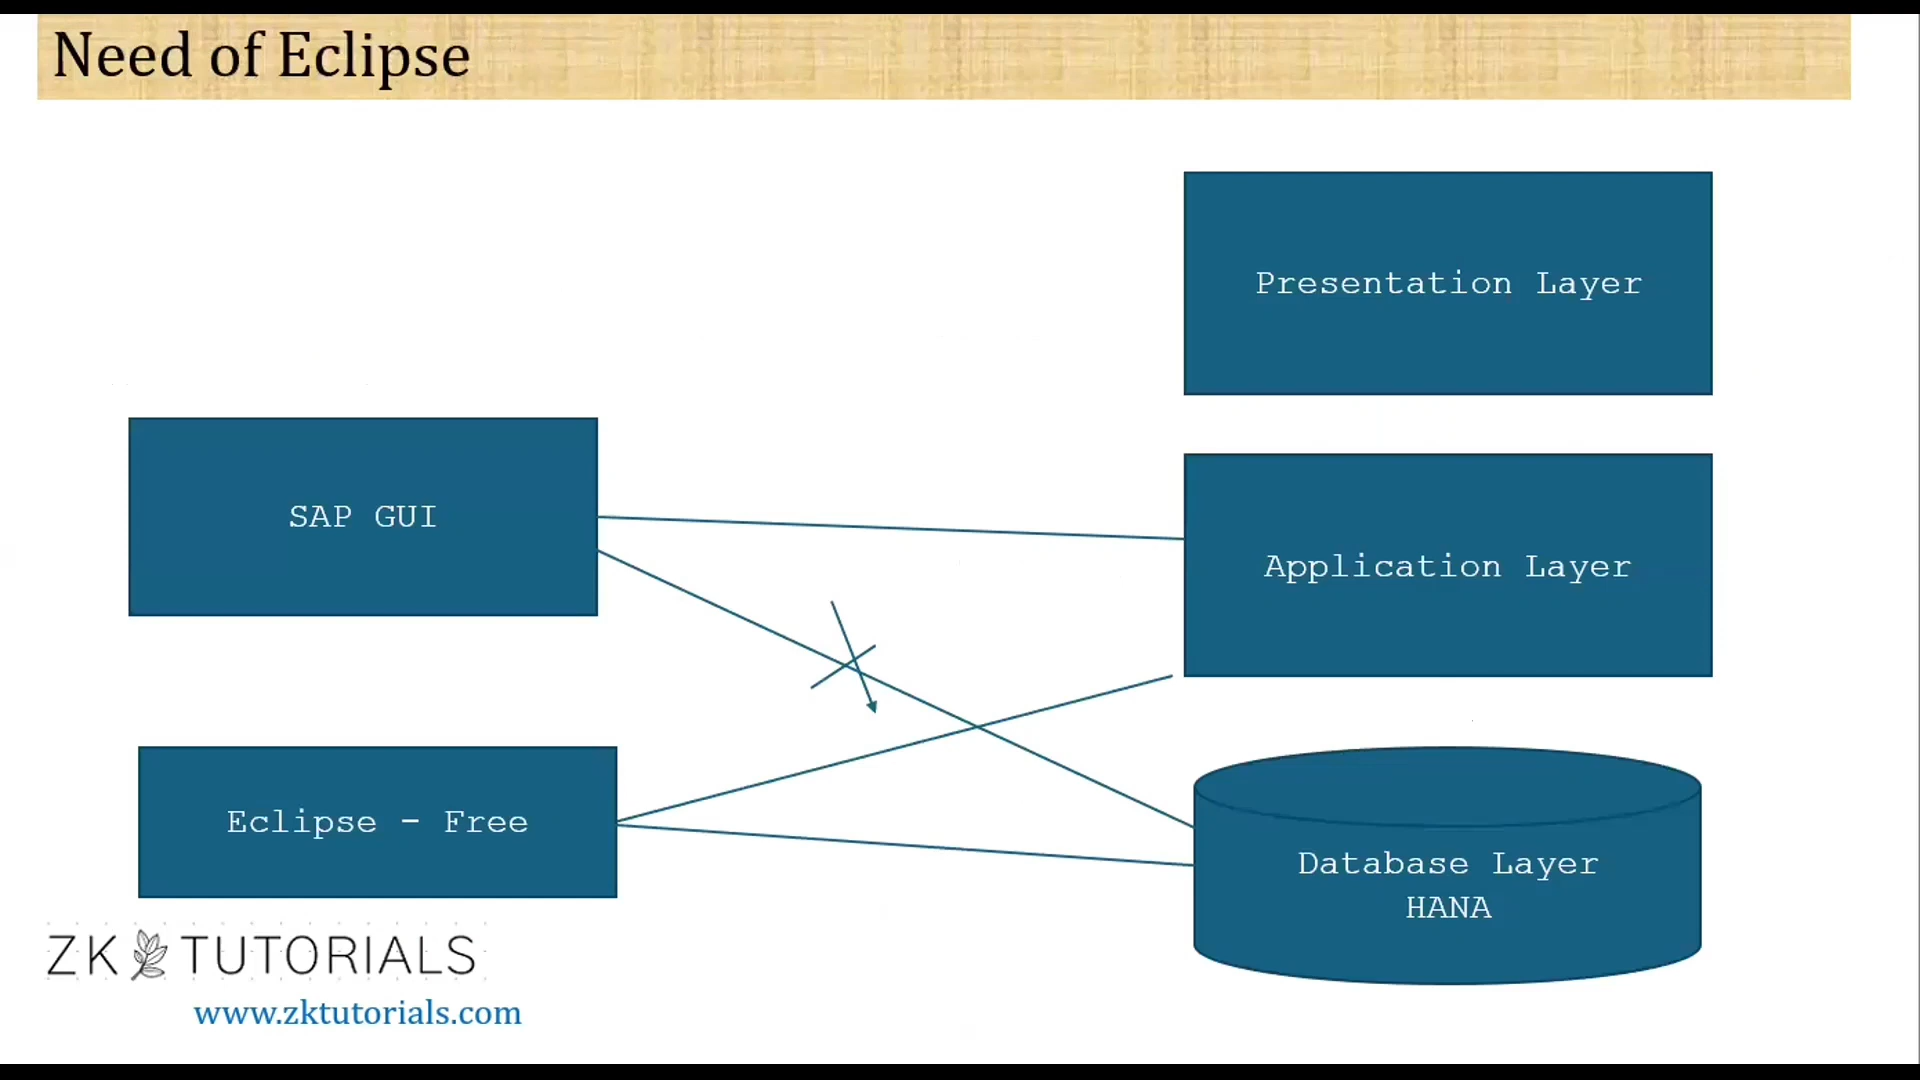 Need of Eclipse
Presentation Layer
SAP GUI
Application Layer
Eclipse - Free
Database Layer
HANA
ZK TUTORIALS
www.zktutorials.com